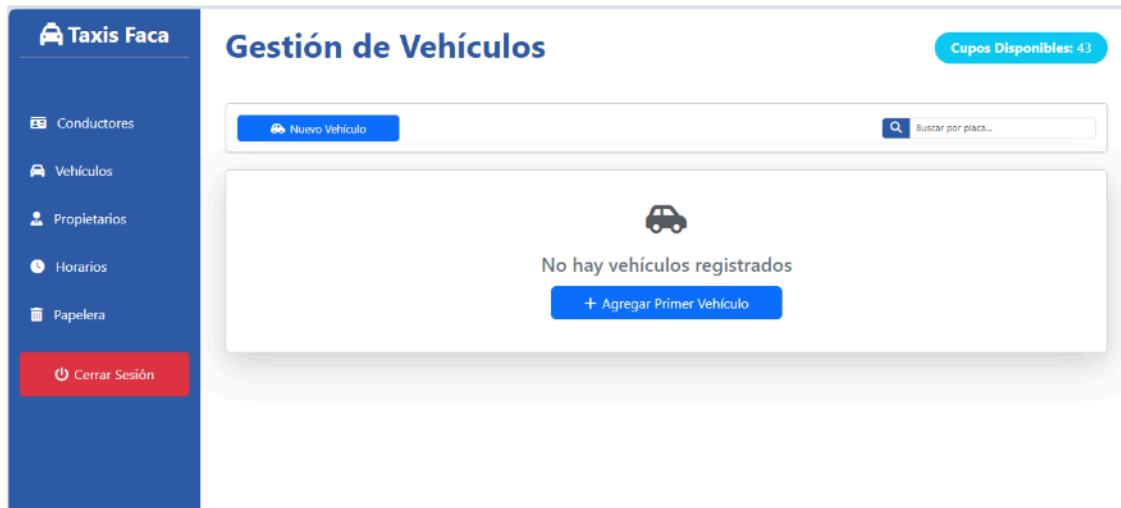 Taxis Faca
Conductores
Vehículos
Propietarios
Horarios
Papelera
Cerrar Sesión
Gestión de Vehículos
Cupos Disponibles: 43
Nuevo Vehículo
Buscar por placa...
No hay vehículos registrados
+ Agregar Primer Vehículo